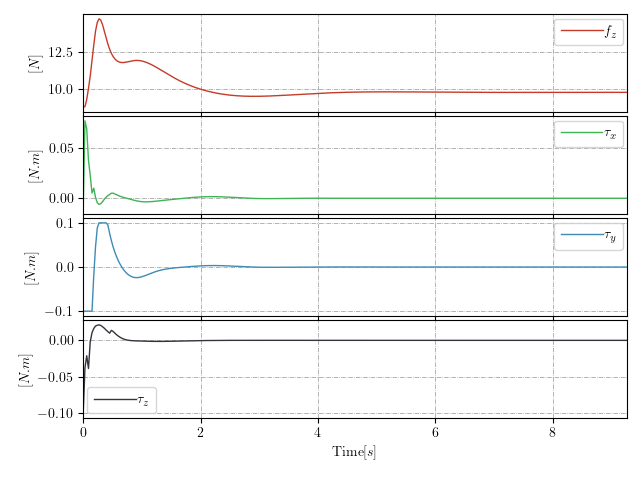 f_z
12.5
10.0
[N]
τ_x
0.05
0.00
[N.m]
τ_y
0.1
0.0
−0.1
[N.m]
0.00
−0.05
−0.10
[N.m]
τ_z
0 2 4 6 8
Time[s]